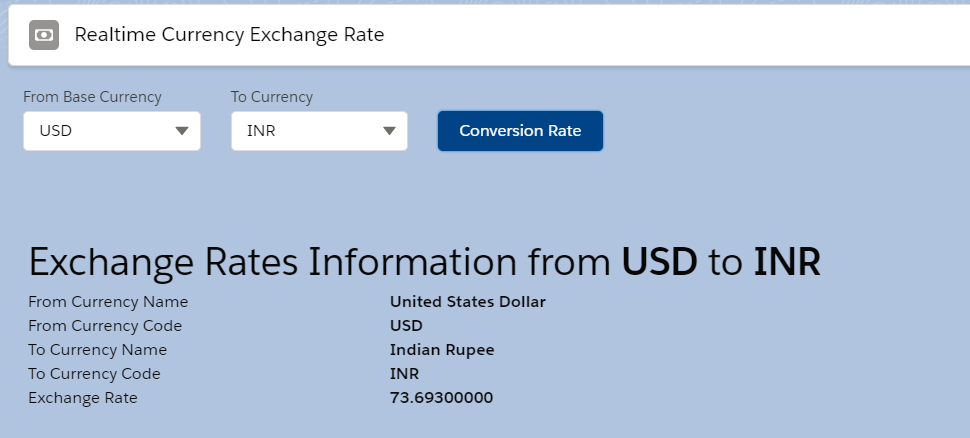 Realtime Currency Exchange Rate
From Base Currency To Currency
USD INR Conversion Rate
Exchange Rates Information from USD to INR
From Currency Name United States Dollar
From Currency Code USD
To Currency Name Indian Rupee
To Currency Code INR
Exchange Rate 73.69300000